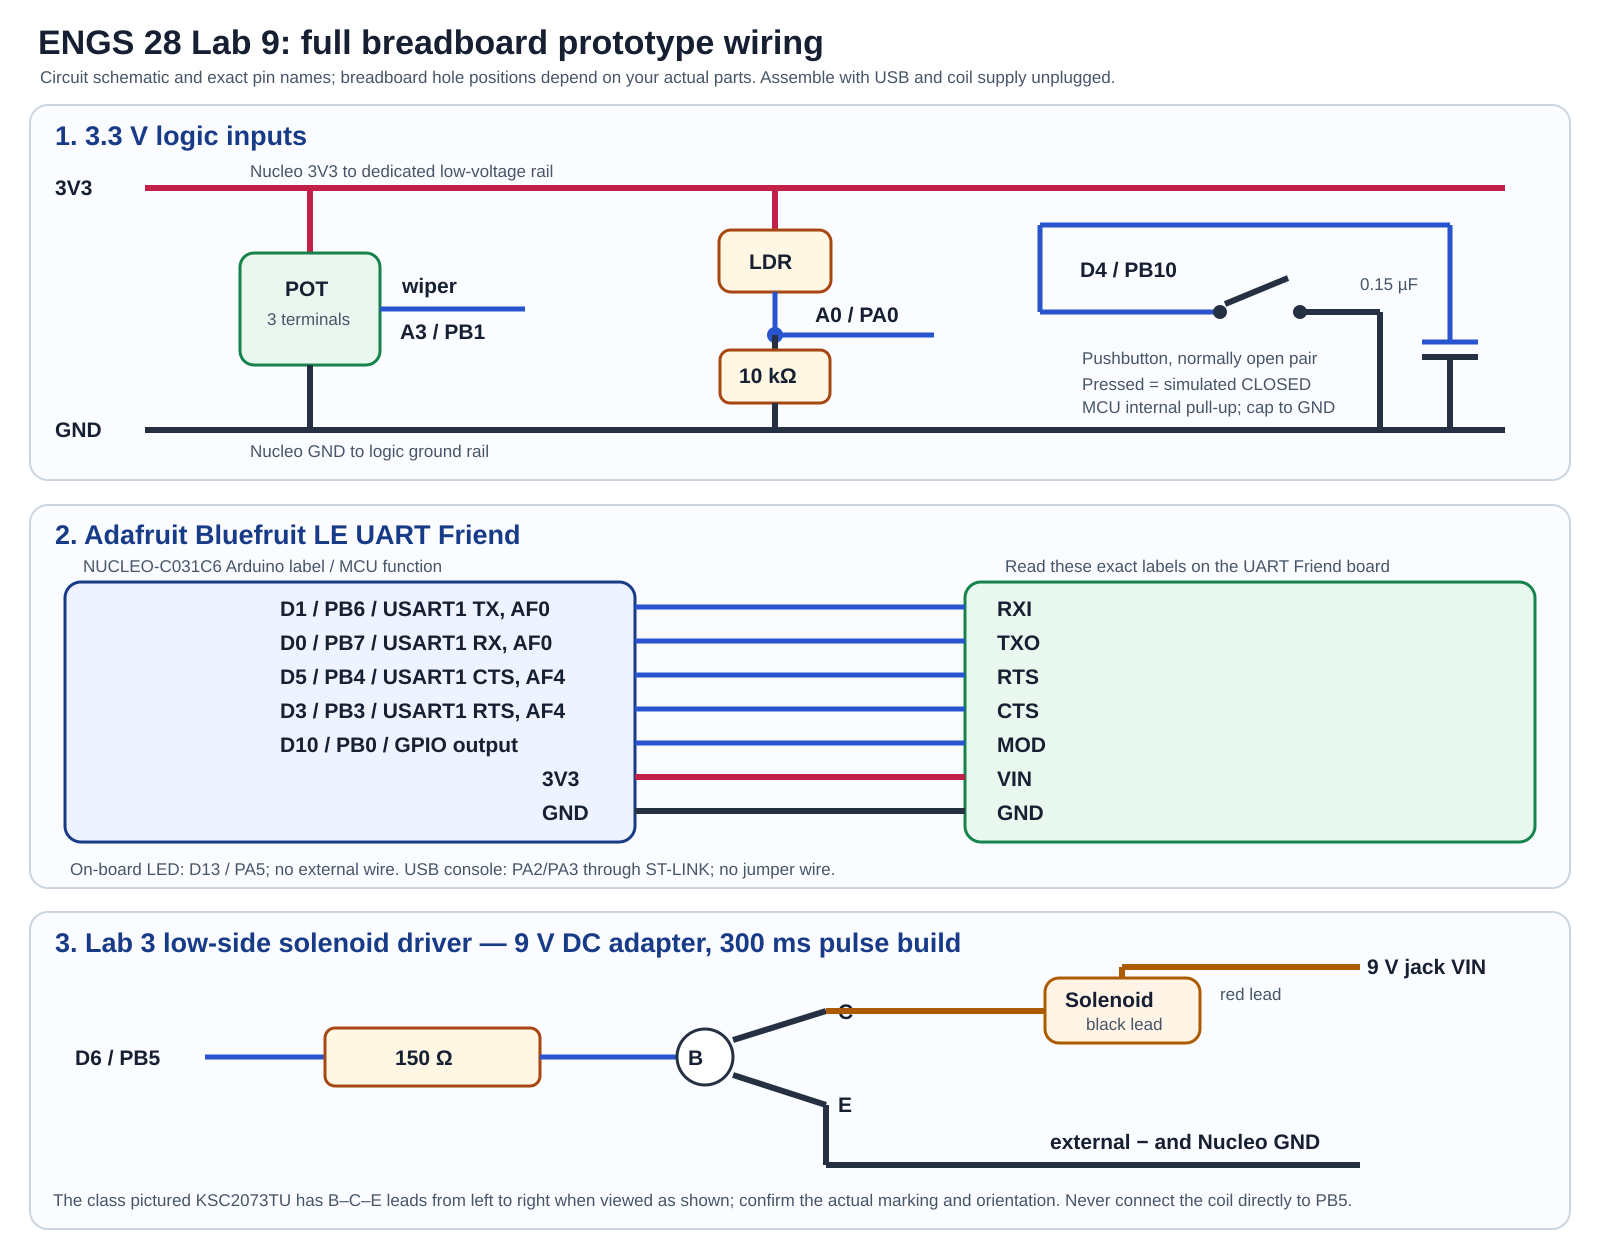 ENGS 28 Lab 9: full breadboard prototype wiring
Circuit schematic and exact pin names; breadboard hole positions depend on your actual parts. Assemble with USB and coil supply unplugged.
1. 3.3 V logic inputs
Nucleo 3V3 to dedicated low-voltage rail
3V3
POT
3 terminals
wiper
A3 / PB1
LDR
A0 / PA0
10 kΩ
D4 / PB10
0.15 µF
Pushbutton, normally open pair
Pressed = simulated CLOSED
MCU internal pull-up; cap to GND
GND
Nucleo GND to logic ground rail
2. Adafruit Bluefruit LE UART Friend
NUCLEO-C031C6 Arduino label / MCU function
Read these exact labels on the UART Friend board
D1 / PB6 / USART1 TX, AF0
RXI
D0 / PB7 / USART1 RX, AF0
TXO
D5 / PB4 / USART1 CTS, AF4
RTS
D3 / PB3 / USART1 RTS, AF4
CTS
D10 / PB0 / GPIO output
MOD
3V3
VIN
GND
GND
On-board LED: D13 / PA5; no external wire. USB console: PA2/PA3 through ST-LINK; no jumper wire.
3. Lab 3 low-side solenoid driver — 9 V DC adapter, 300 ms pulse build
9 V jack VIN
red lead
Solenoid
black lead
C
D6 / PB5
150 Ω
B
E
external − and Nucleo GND
The class pictured KSC2073TU has B–C–E leads from left to right when viewed as shown; confirm the actual marking and orientation. Never connect the coil directly to PB5.